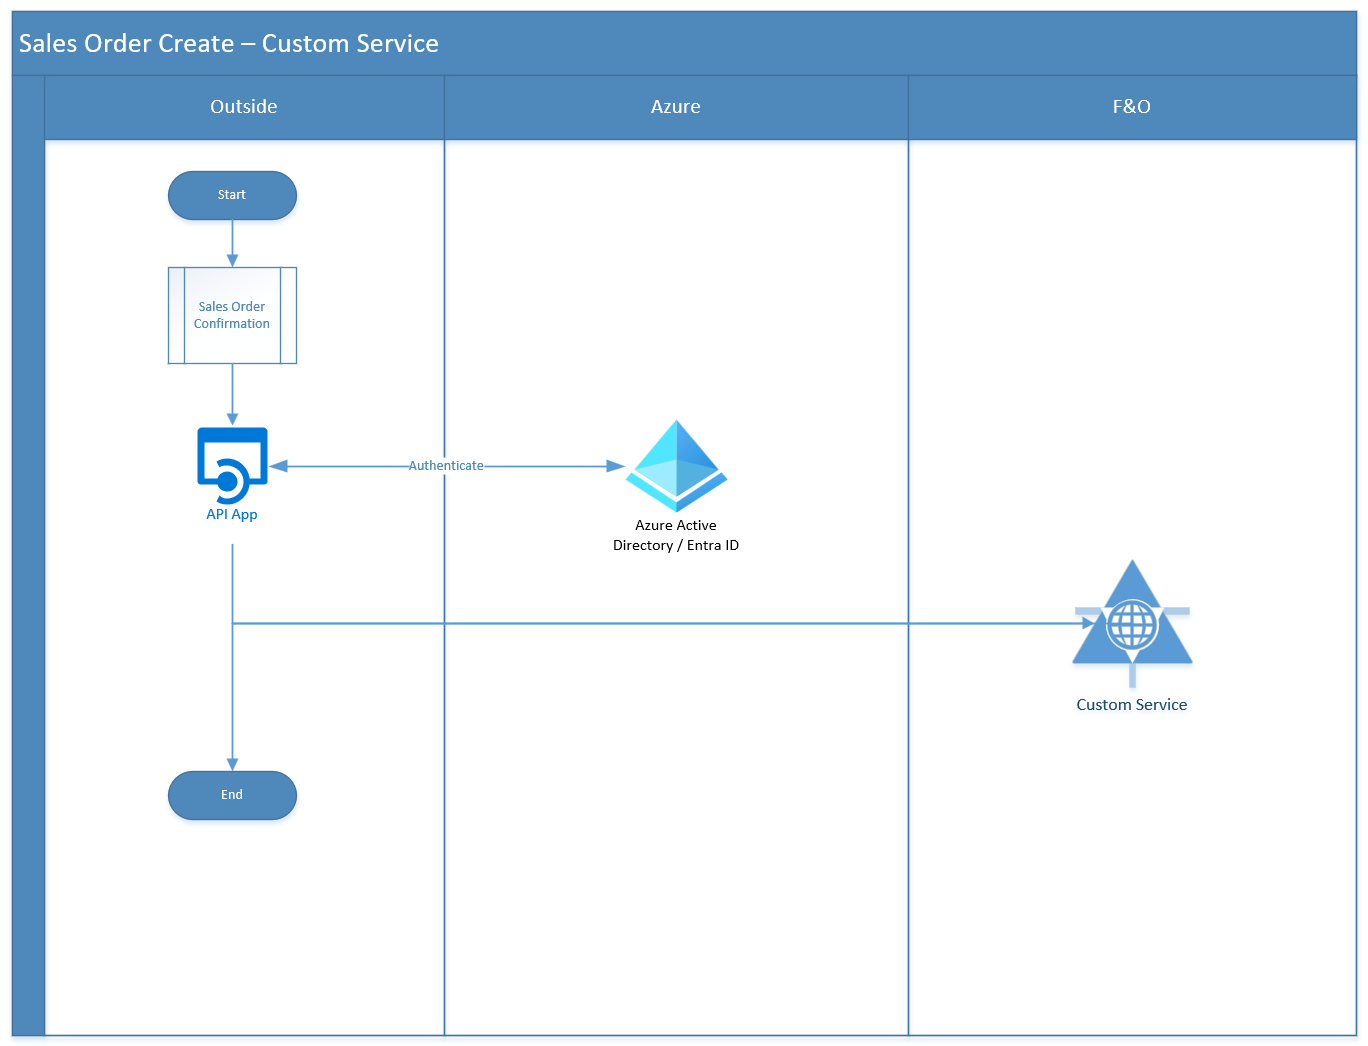 Sales Order Create – Custom Service
Outside
Azure
F&O
Start
Sales Order
Confirmation
Authenticate
API App
Azure Active
Directory / Entra ID
Custom Service
End